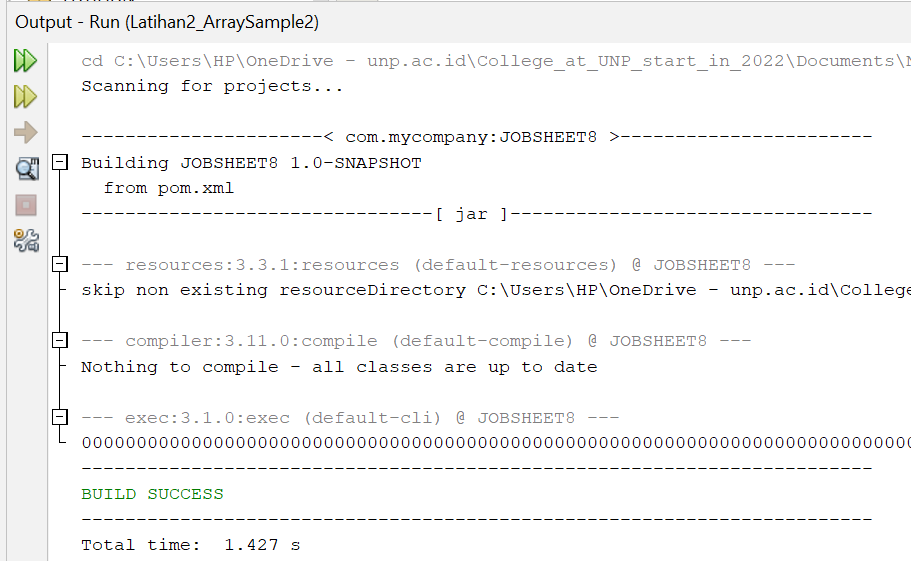 Output - Run (Latihan2_ArraySample2)
cd C:\Users\HP\OneDrive - unp.ac.id\College_at_UNP_start_in_2022\Documents\N
Scanning for projects...
----------------------< com.mycompany:JOBSHEET8 >-----------------------
Building JOBSHEET8 1.0-SNAPSHOT
from pom.xml
--------------------------------[ jar ]---------------------------------
--- resources:3.3.1:resources (default-resources) @ JOBSHEET8 ---
skip non existing resourceDirectory C:\Users\HP\OneDrive - unp.ac.id\College
--- compiler:3.11.0:compile (default-compile) @ JOBSHEET8 ---
Nothing to compile - all classes are up to date
--- exec:3.1.0:exec (default-cli) @ JOBSHEET8 ---
0000000000000000000000000000000000000000000000000000000000000000000000000000
------------------------------------------------------------------------
BUILD SUCCESS
------------------------------------------------------------------------
Total time:  1.427 s